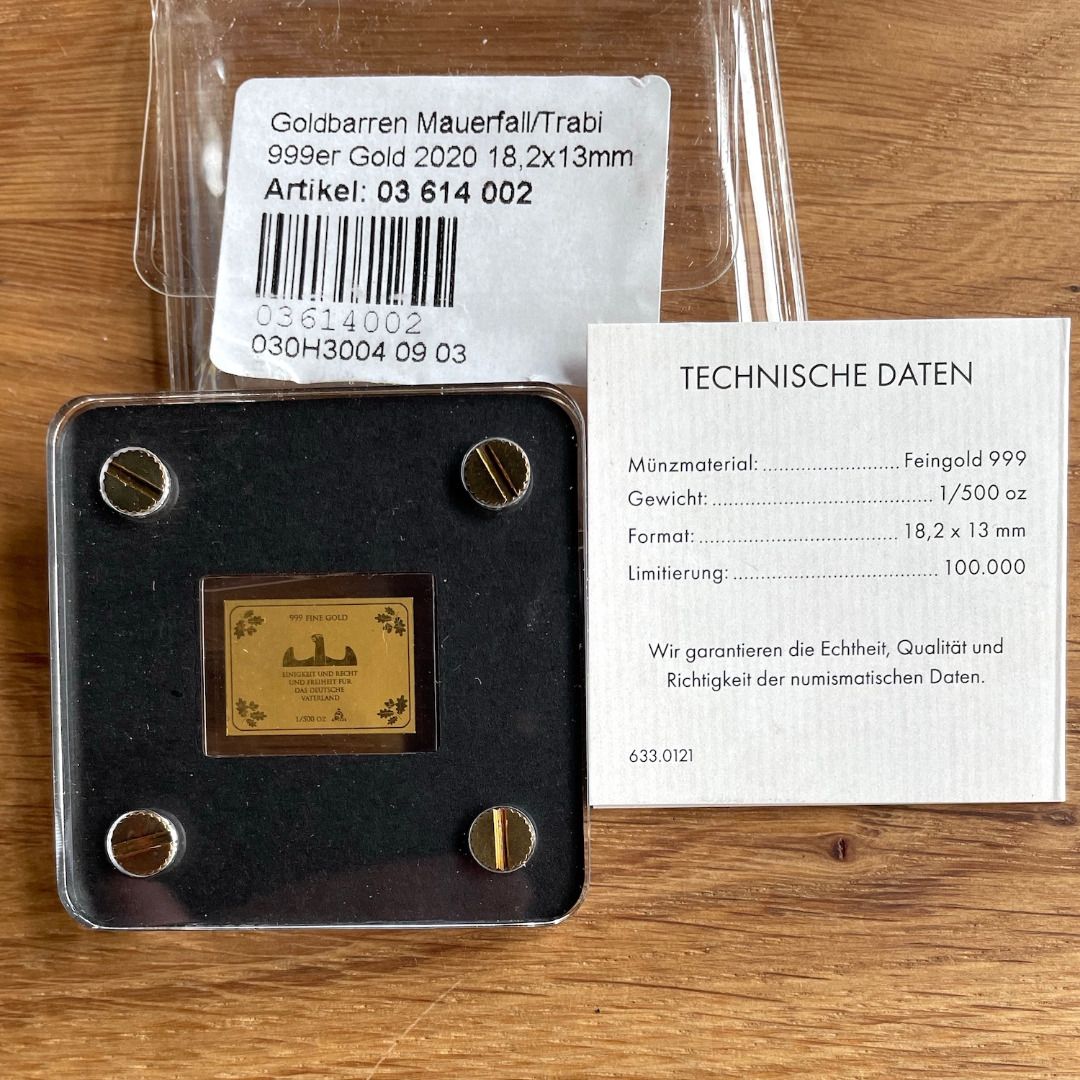 Goldbarren Mauerfall/Trabi
999er Gold 2020 18,2x13mm
Artikel: 03 614 002
03614002
030H3004 09 03
TECHNISCHE DATEN
Münzmaterial: ........................ Feingold 999
Gewicht: ....................................... 1/500 oz
Format: ................................... 18,2 x 13 mm
Limitierung: .................................... 100.000
Wir garantieren die Echtheit, Qualität und
Richtigkeit der numismatischen Daten.
633.0121
999 FINE GOLD
EINIGKEIT UND RECHT
UND FREIHEIT FÜR
DAS DEUTSCHE
VATERLAND
1/500 OZ